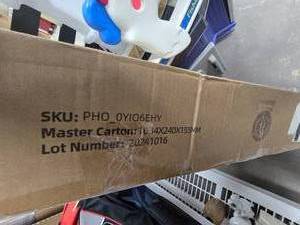 SKU: PHO_0YIO6EHY
Master Carton:
Lot Number: 20241016